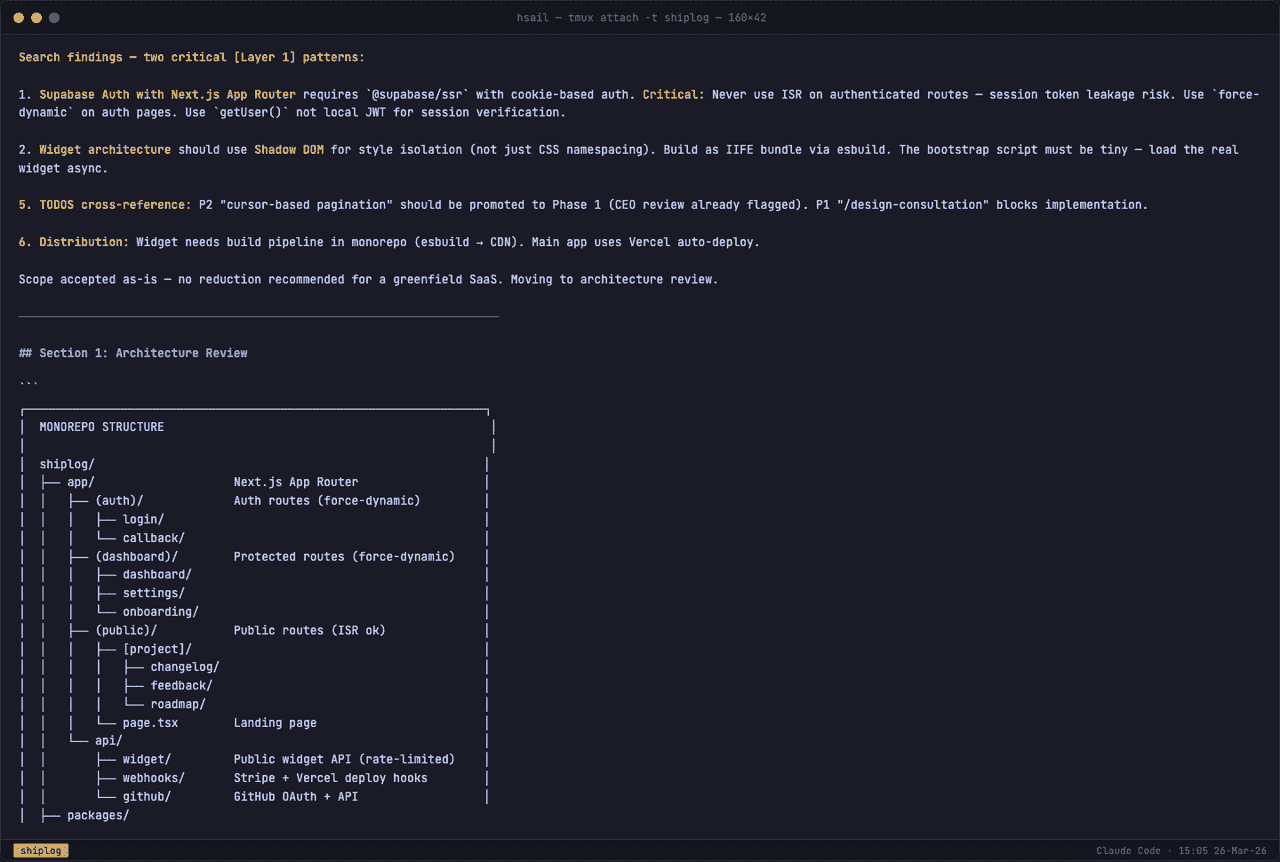 hsail — tmux attach -t shiplog — 160×42
Search findings — two critical [Layer 1] patterns:
1. Supabase Auth with Next.js App Router requires `@supabase/ssr` with cookie-based auth. Critical: Never use ISR on authenticated routes — session token leakage risk. Use `force-
dynamic` on auth pages. Use `getUser()` not local JWT for session verification.
2. Widget architecture should use Shadow DOM for style isolation (not just CSS namespacing). Build as IIFE bundle via esbuild. The bootstrap script must be tiny — load the real
widget async.
5. TODOS cross-reference: P2 "cursor-based pagination" should be promoted to Phase 1 (CEO review already flagged). P1 "/design-consultation" blocks implementation.
6. Distribution: Widget needs build pipeline in monorepo (esbuild → CDN). Main app uses Vercel auto-deploy.
Scope accepted as-is — no reduction recommended for a greenfield SaaS. Moving to architecture review.
## Section 1: Architecture Review
```
MONOREPO STRUCTURE
shiplog/
├── app/ Next.js App Router
│ ├── (auth)/ Auth routes (force-dynamic)
│ │ ├── login/
│ │ └── callback/
│ ├── (dashboard)/ Protected routes (force-dynamic)
│ │ ├── dashboard/
│ │ ├── settings/
│ │ └── onboarding/
│ ├── (public)/ Public routes (ISR ok)
│ │ ├── [project]/
│ │ │ ├── changelog/
│ │ │ ├── feedback/
│ │ │ └── roadmap/
│ │ └── page.tsx Landing page
│ └── api/
│ ├── widget/ Public widget API (rate-limited)
│ ├── webhooks/ Stripe + Vercel deploy hooks
│ └── github/ GitHub OAuth + API
├── packages/
shiplog
Claude Code · 15:05 26-Mar-26